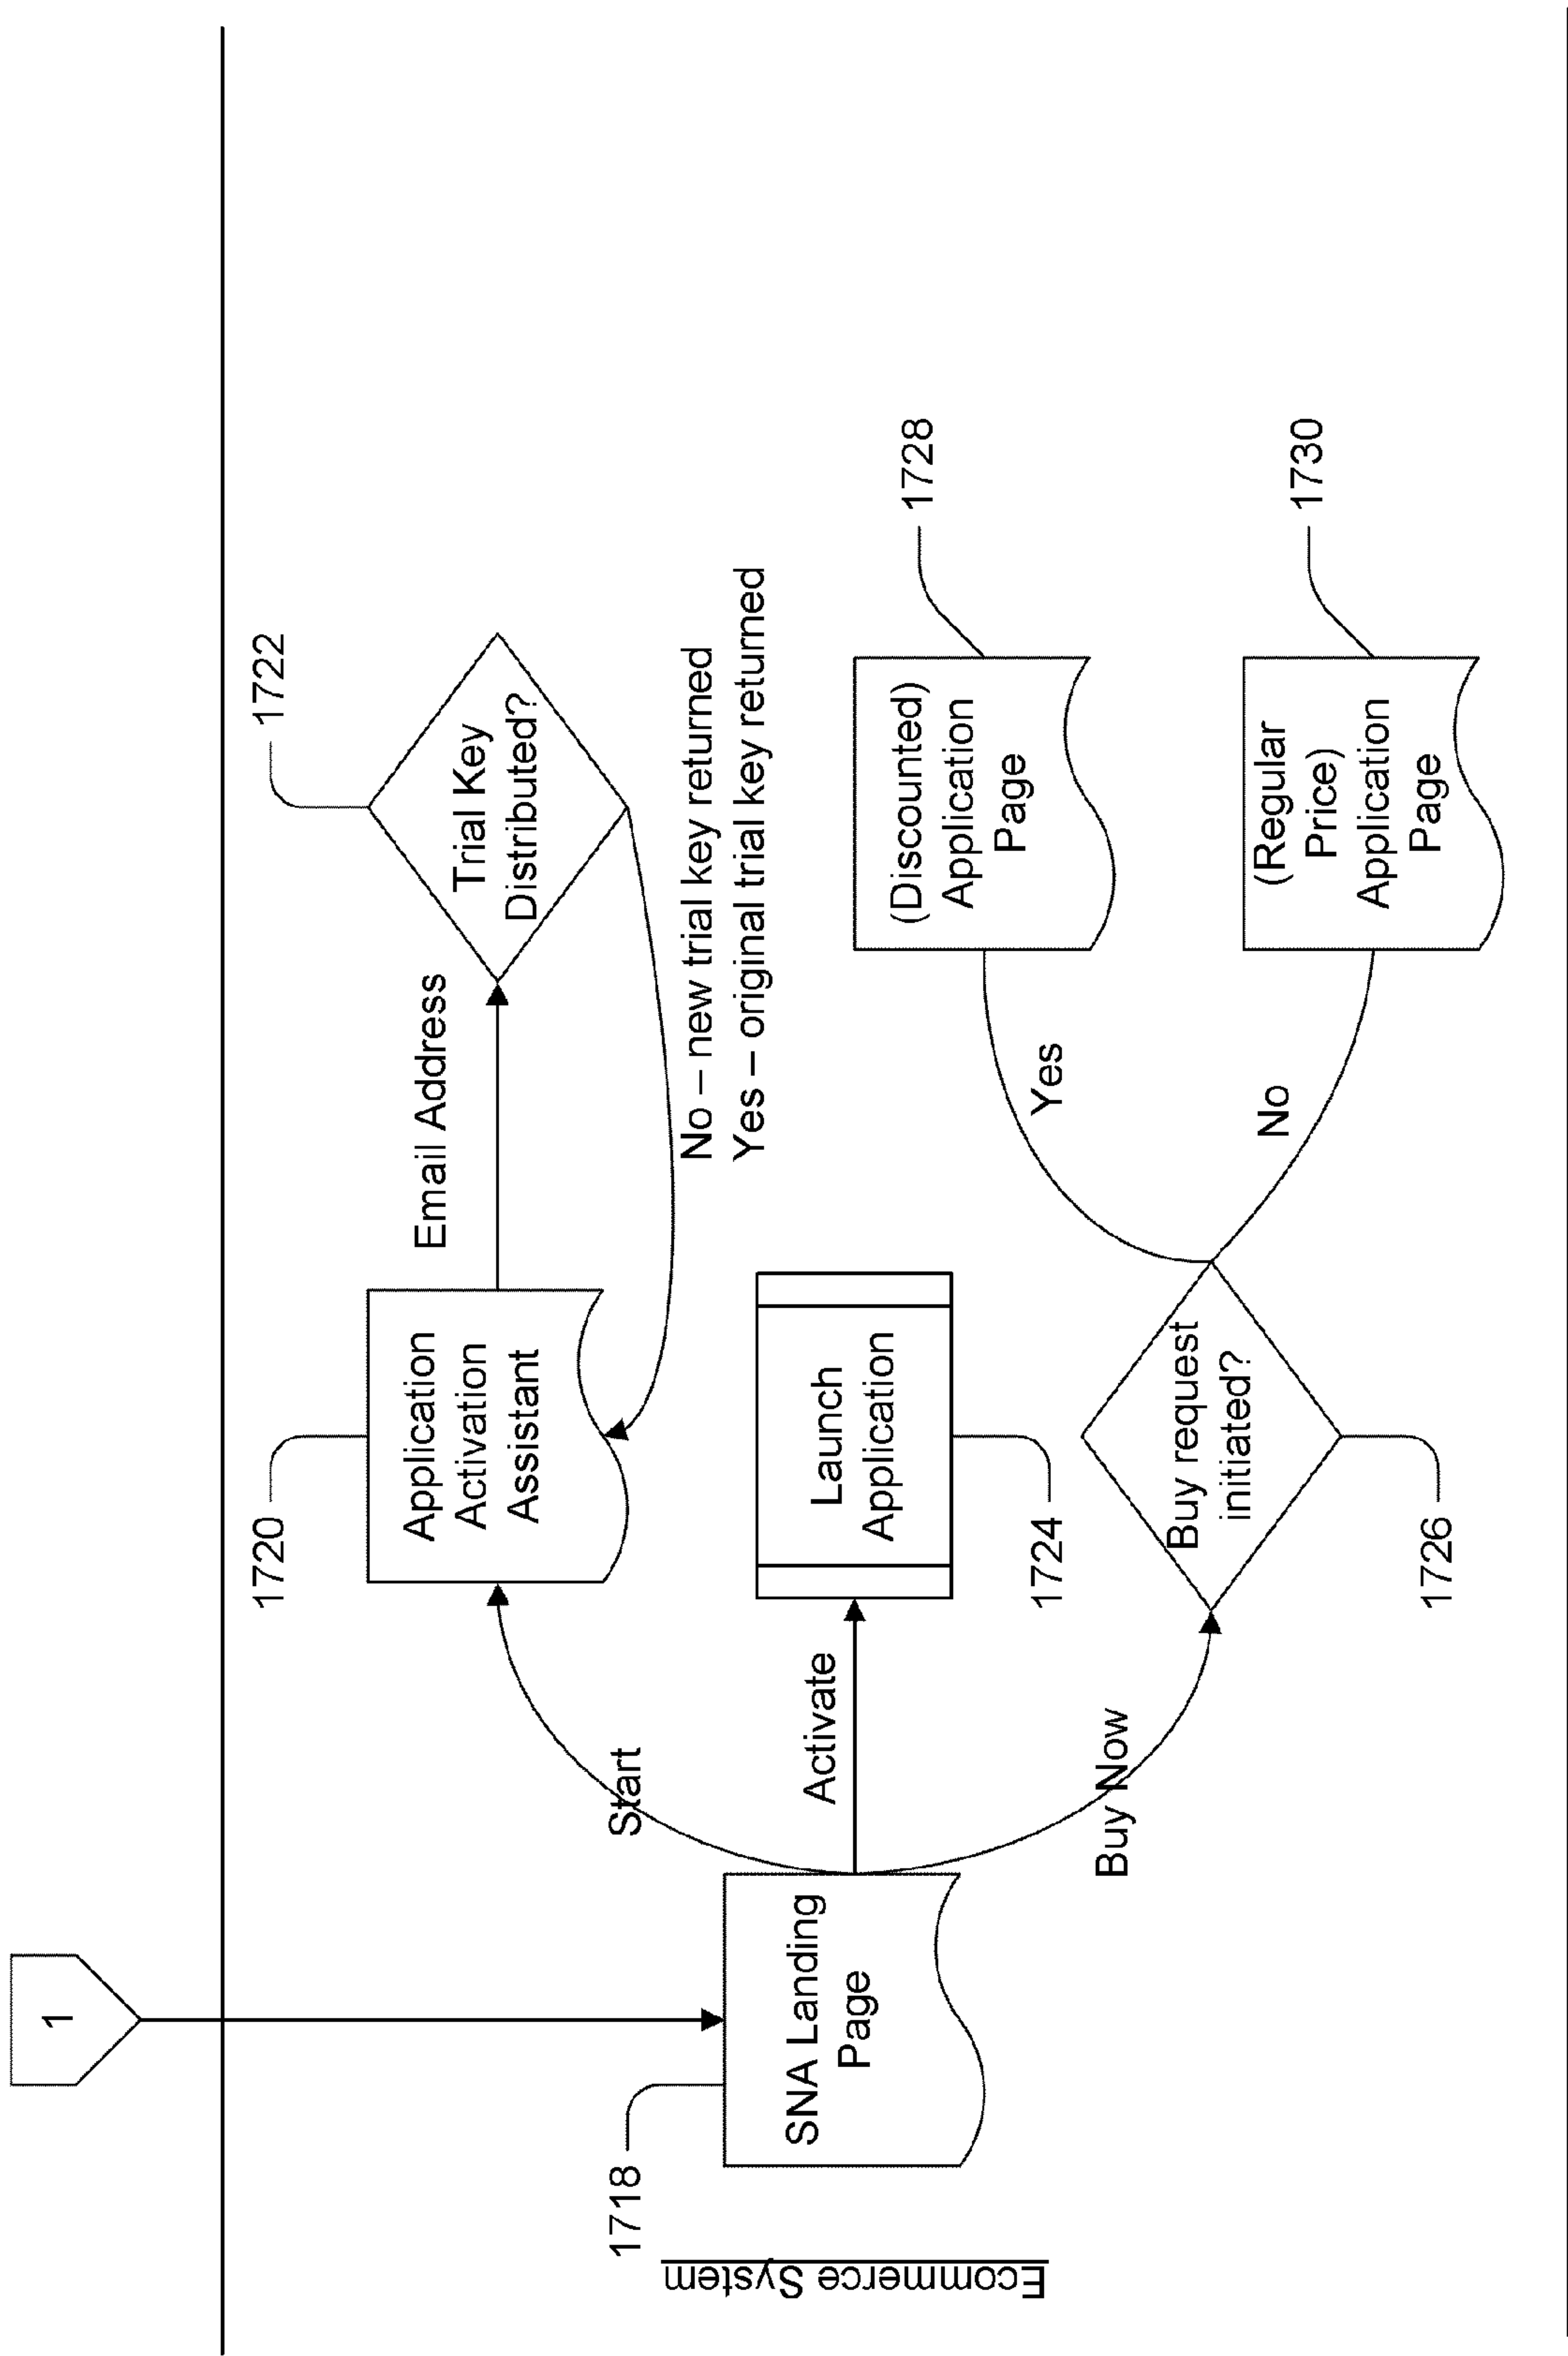 1
Ecommerce System
1718
SNA Landing
Page
Start
Activate
Buy Now
1720
Application
Activation
Assistant
Email Address
1722
Trial Key
Distributed?
No – new trial key returned
Yes – original trial key returned
Launch
Application
1724
Buy request
initiated?
1726
Yes
No
(Discounted)
Application
Page
1728
(Regular
Price)
Application
Page
1730